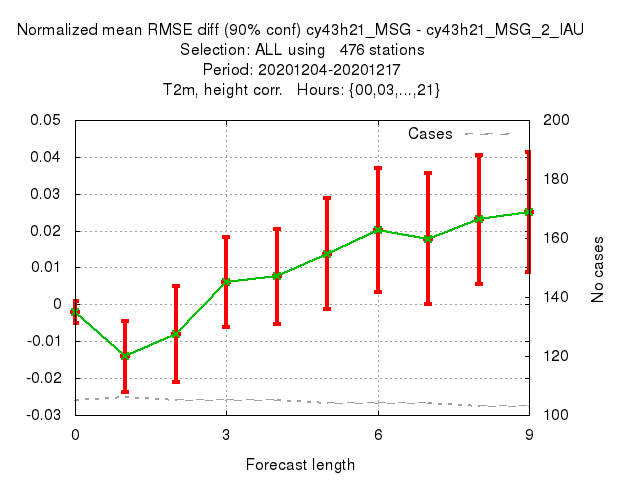 Normalized mean RMSE diff (90% conf) cy43h21_MSG - cy43h21_MSG_2_IAU
Selection: ALL using 476 stations
Period: 20201204-20201217
T2m, height corr. Hours: {00,03,...,21}
0.05
0.04
0.03
0.02
0.01
0
-0.01
-0.02
-0.03
Cases
200
180
160
140
120
100
No cases
0 3 6 9
Forecast length